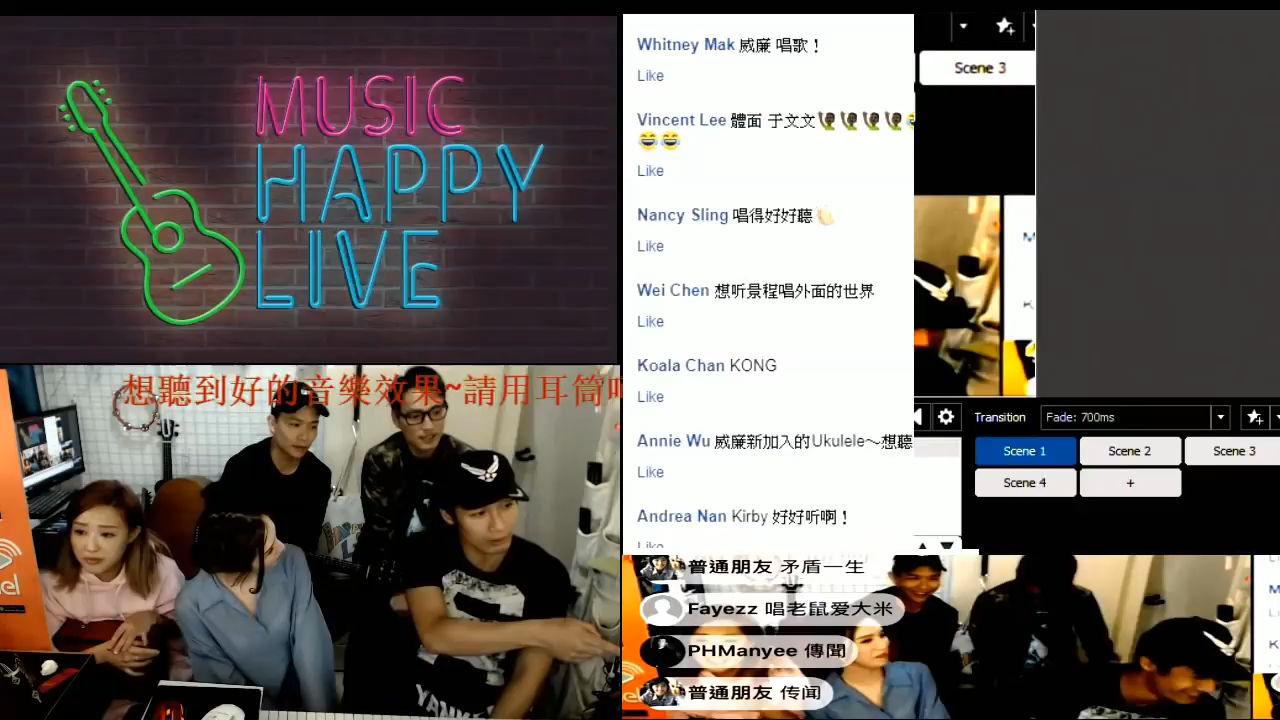 MUSIC
HAPPY
LIVE
想聽到好的音樂效果~請用耳筒
Whitney Mak 威廉 唱歌！
Like
Vincent Lee 體面 于文文
Like
Nancy Sling 唱得好好聽
Like
Wei Chen 想听景程唱外面的世界
Like
Koala Chan KONG
Like
Annie Wu 威廉新加入的Ukulele～想聽
Like
Andrea Nan Kirby 好好听啊！
Like
Scene 3
Transition
Fade: 700ms
Scene 1
Scene 2
Scene 3
Scene 4
+
普通朋友 矛盾一生
Fayezz 唱老鼠爱大米
PHManyee 傳聞
普通朋友 传闻